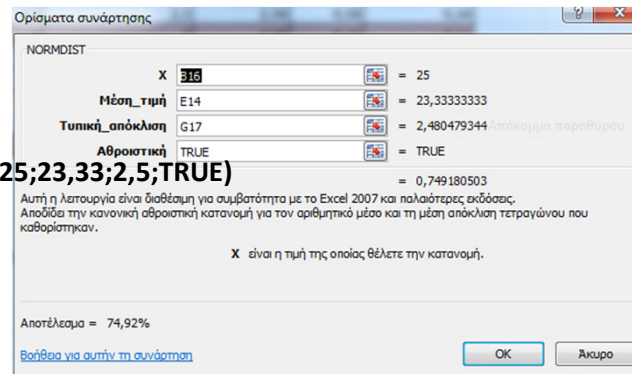 Ορίσματα συνάρτησης
NORMDIST
X B16 = 25
Μέση_τιμή E14 = 23,33333333
Τυπική_απόκλιση G17 = 2,480479344
Αποκομμα παραθύρου
Αθροιστική TRUE = TRUE
25;23,33;2,5;TRUE)
= 0,749180503
Αυτή η λειτουργία είναι διαθέσιμη για συμβατότητα με το Excel 2007 και παλαιότερες εκδόσεις.
Αποδίδει την κανονική αθροιστική κατανομή για τον αριθμητικό μέσο και τη μέση απόκλιση τετραγώνου που
καθορίστηκαν.
X είναι η τιμή της οποίας θέλετε την κατανομή.
Αποτέλεσμα = 74,92%
Βοήθεια για αυτήν τη συνάρτηση
OK Άκυρο